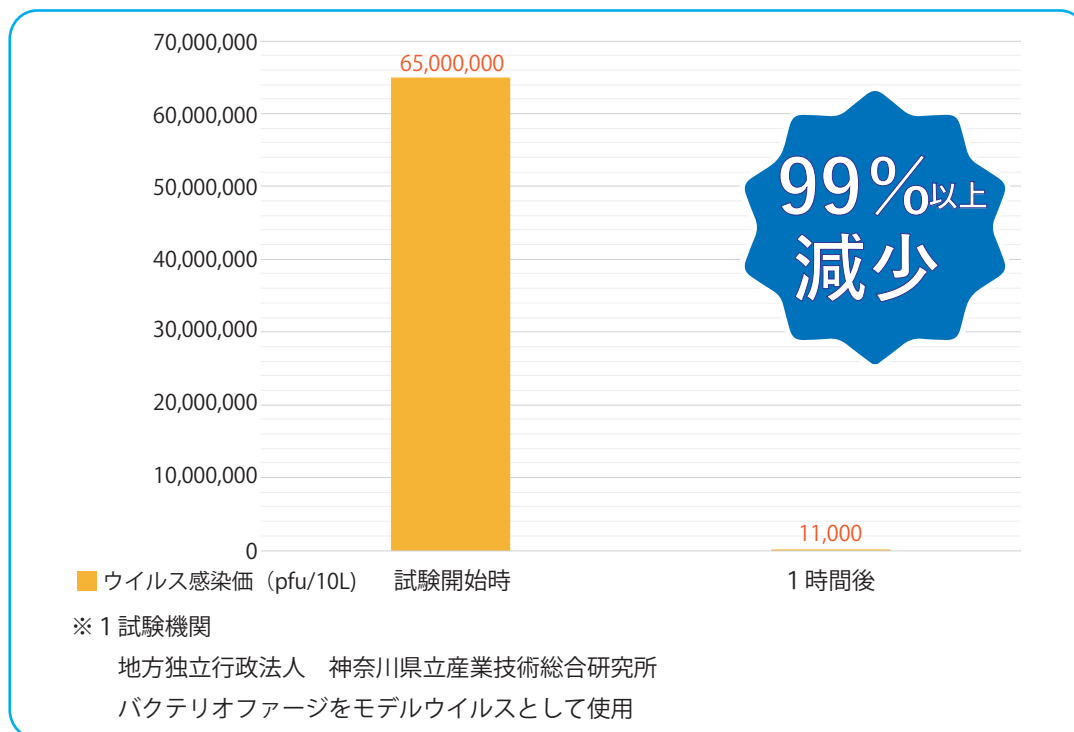 70,000,000
65,000,000
60,000,000
50,000,000
40,000,000
30,000,000
20,000,000
10,000,000
0
99%以上
減少
11,000
ウイルス感染価（pfu/10L)
試験開始時
1時間後
※1試験機関
地方独立行政法人　神奈川県立産業技術総合研究所
バクテリオファージをモデルウイルスとして使用